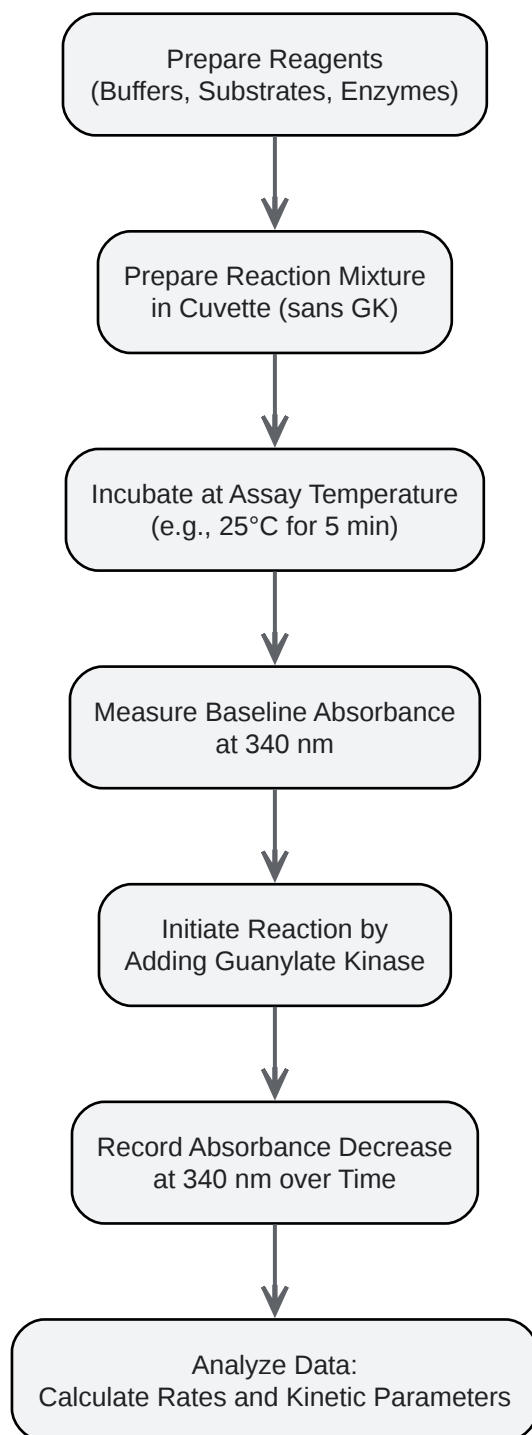 Prepare Reagents
(Buffers, Substrates, Enzymes)
Prepare Reaction Mixture
in Cuvette (sans GK)
Incubate at Assay Temperature
(e.g., 25°C for 5 min)
Measure Baseline Absorbance
at 340 nm
Initiate Reaction by
Adding Guanylate Kinase
Record Absorbance Decrease
at 340 nm over Time
Analyze Data:
Calculate Rates and Kinetic Parameters